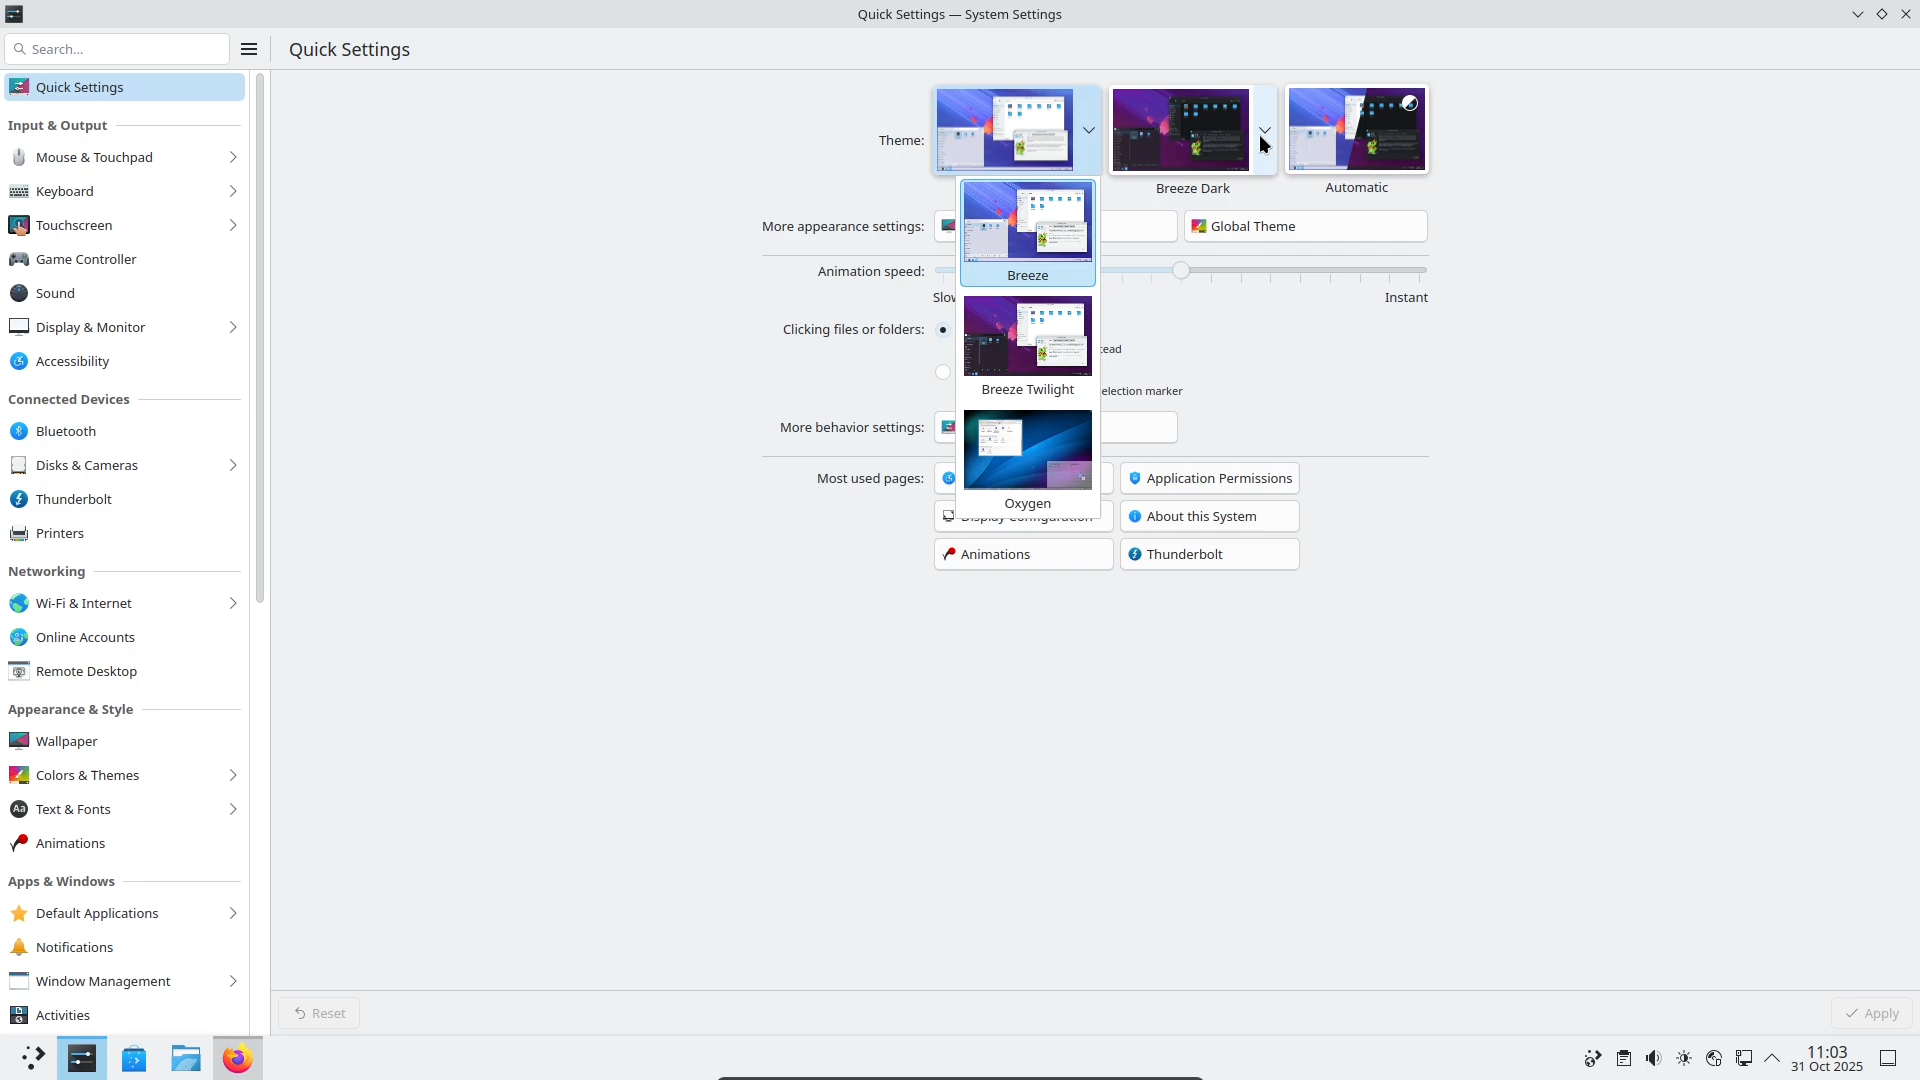 Quick Settings — System Settings
Search...
Quick Settings
Quick Settings
Input & Output
Mouse & Touchpad
Keyboard
Touchscreen
Game Controller
Sound
Display & Monitor
Accessibility
Connected Devices
Bluetooth
Disks & Cameras
Thunderbolt
Printers
Networking
Wi-Fi & Internet
Online Accounts
Remote Desktop
Appearance & Style
Wallpaper
Colors & Themes
Aa Text & Fonts
Animations
Apps & Windows
Default Applications
Notifications
Window Management
Activities
Theme:
Breeze Dark
Automatic
More appearance settings:
Global Theme
Animation speed:
Slow
Instant
Clicking files or folders:
More behavior settings:
Most used pages:
Application Permissions
Display Configuration
About this System
Animations
Thunderbolt
Breeze
Breeze Twilight
Oxygen
Reset
Apply
11:03
31 Oct 2025